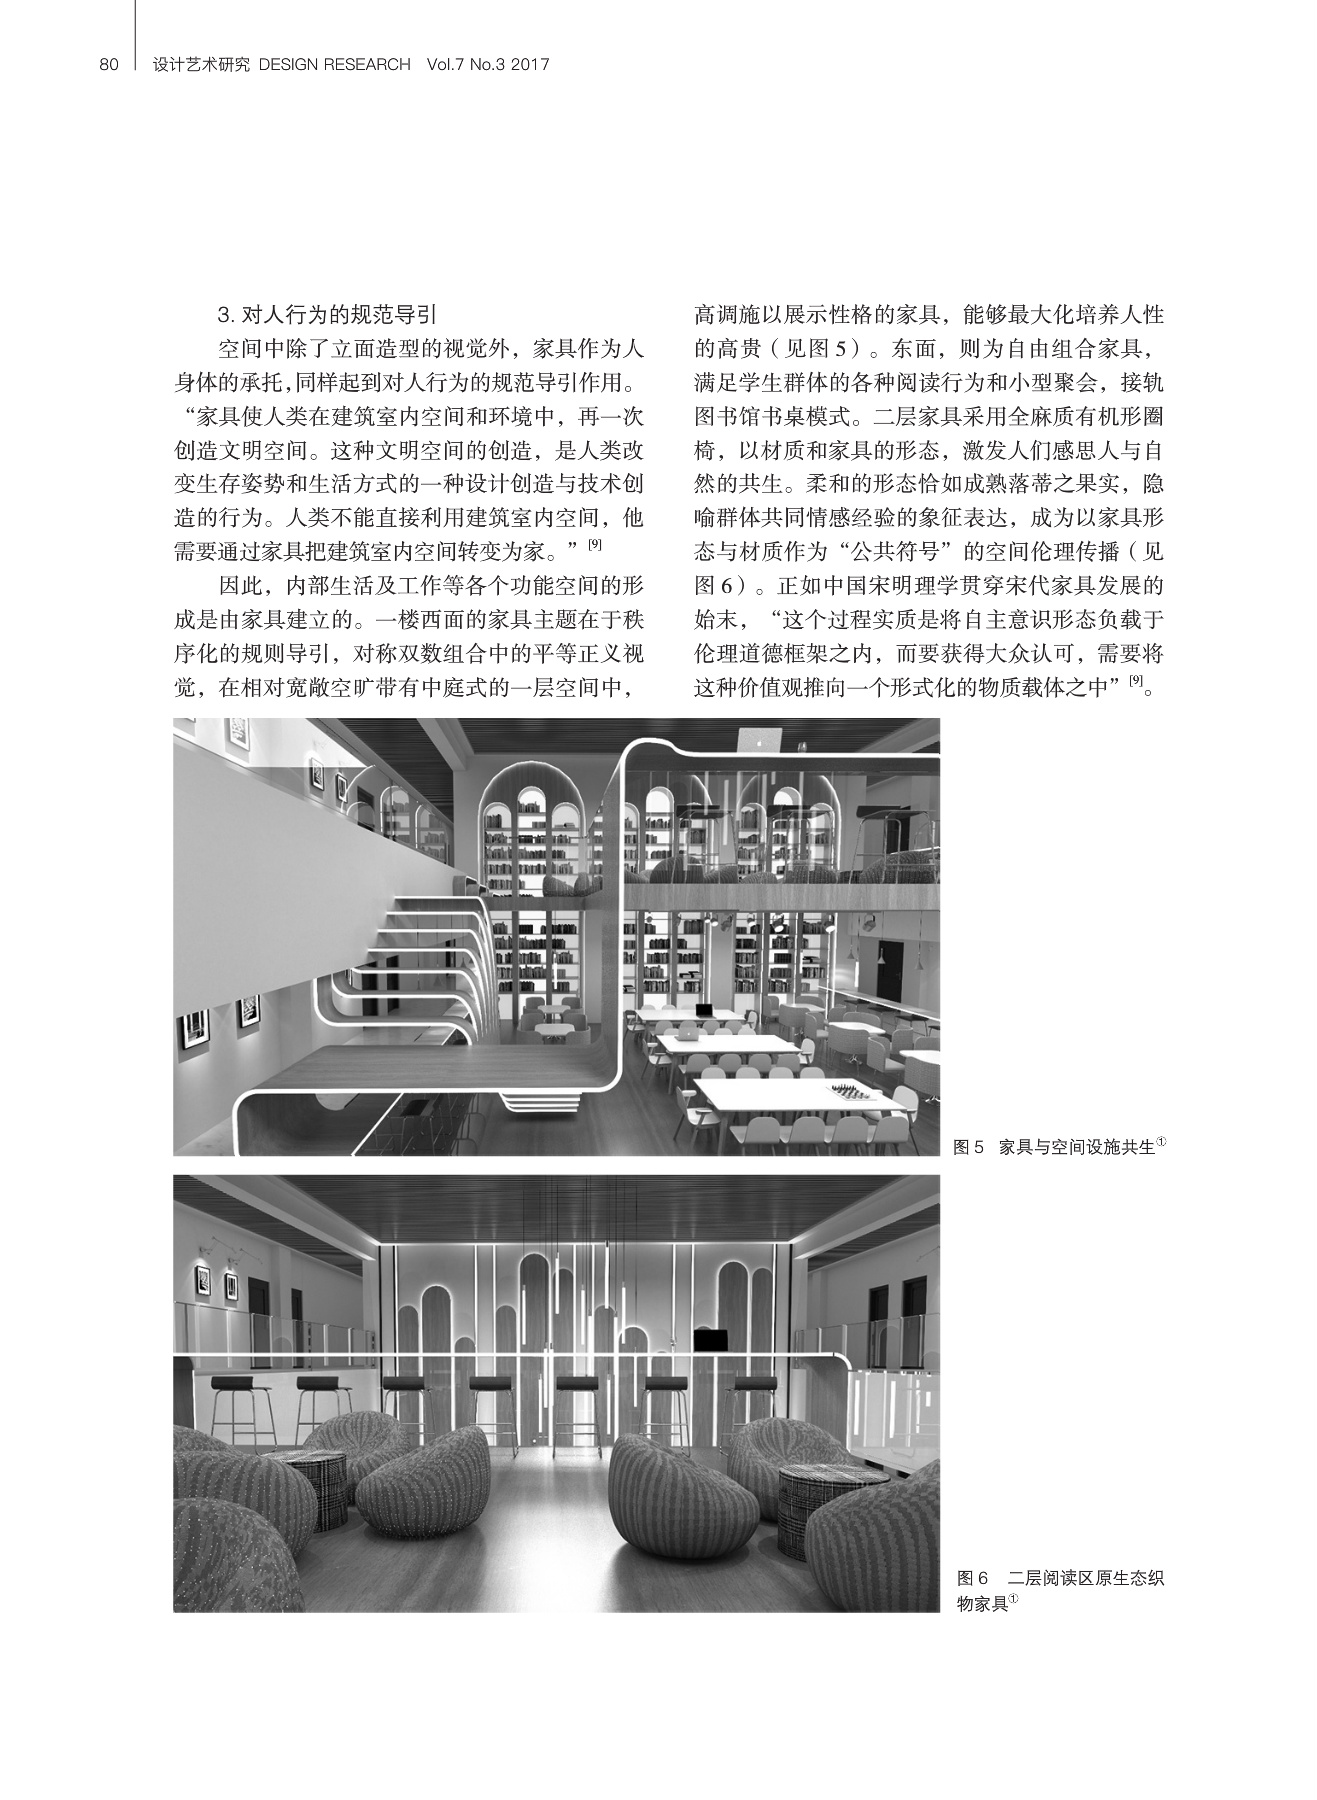 80 设计艺术研究 DESIGN RESEARCH Vol.7 No.3 2017
3. 对人行为的规范导引
空间中除了立面造型的视觉外，家具作为人
身体的承托，同样起到对人行为的规范导引作用。
“家具使人类在建筑室内空间和环境中，再一次
创造文明空间。这种文明空间的创造，是人类改
变生存姿势和生活方式的一种设计创造与技术创
造的行为。人类不能直接利用建筑室内空间，他
需要通过家具把建筑室内空间转变为家。”[9]
因此，内部生活及工作等各个功能空间的形
成是由家具建立的。一楼西面的家具主题在于秩
序化的规则导引，对称双数组合中的平等正义视
觉，在相对宽敞空旷带有中庭式的一层空间中，
高调施以展示性格的家具，能够最大化培养人性
的高贵（见图 5）。东面，则为自由组合家具，
满足学生群体的各种阅读行为和小型聚会，接轨
图书馆书桌模式。二层家具采用全麻质有机形圈
椅，以材质和家具的形态，激发人们感思人与自
然的共生。柔和的形态恰如成熟落蒂之果实，隐
喻群体共同情感经验的象征表达，成为以家具形
态与材质作为“公共符号”的空间伦理传播（见
图 6）。正如中国宋明理学贯穿宋代家具发展的
始末，“这个过程实质是将自主意识形态负载于
伦理道德框架之内，而要获得大众认可，需要将
这种价值观推向一个形式化的物质载体之中”[9]。
图 5 家具与空间设施共生①
图 6 二层阅读区原生态织
物家具①